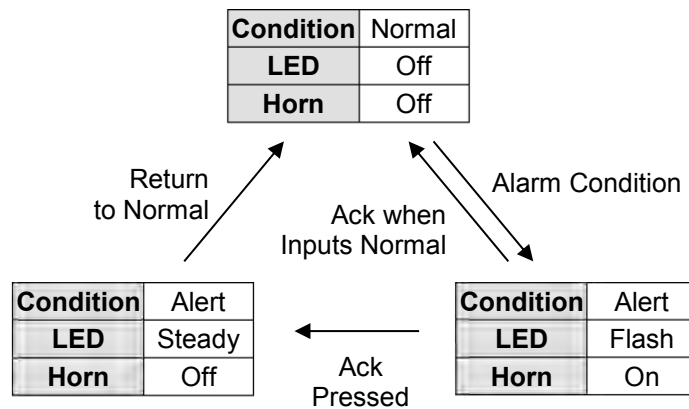 Condition Normal
LED Off
Horn Off
Return
to Normal
Ack when
Inputs Normal
Alarm Condition
Condition Alert
LED Steady
Horn Off
Ack
Pressed
Condition Alert
LED Flash
Horn On